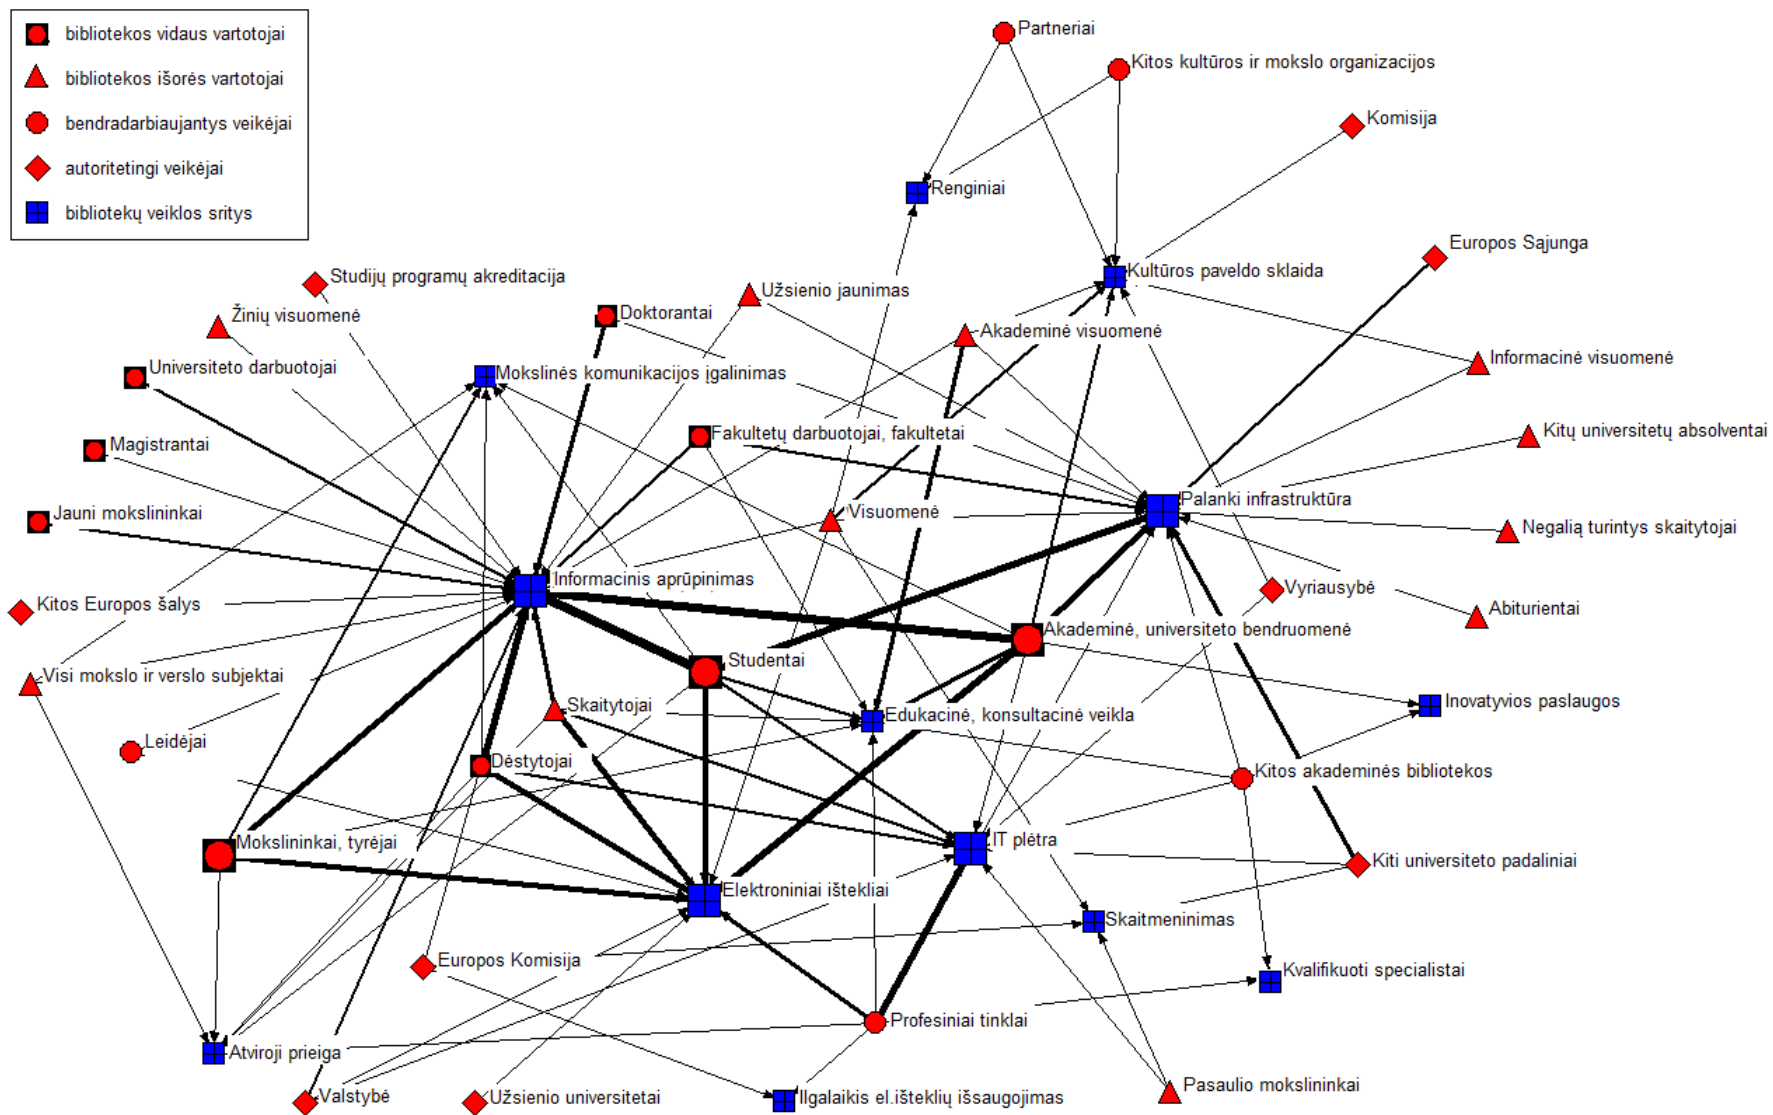 bibliotekos vidaus vartotojai
bibliotekos išorės vartotojai
bendradarbiaujantys veikėjai
autoritetingi veikėjai
bibliotekų veiklos sritys
Partneriai
Kitos kultūros ir mokslo organizacijos
Komisija
Renginiai
Europos Sąjunga
Kultūros paveldo sklaida
Studijų programų akreditacija
Užsienio jaunimas
Žinių visuomenė
Doktorantai
Akademinė visuomenė
Informacinė visuomenė
Universiteto darbuotojai
Mokslinės komunikacijos įgalinimas
Kitų universitetų absolventai
Fakultetų darbuotojai, fakultetai
Magistrantai
Palanki infrastruktūra
Jauni mokslininkai
Visuomenė
Negalią turintys skaitytojai
Informacinis aprūpinimas
Vyriausybė
Kitos Europos šalys
Abiturientai
Akademinė, universiteto bendruomenė
Studentai
Visi mokslo ir verslo subjektai
Inovatyvios paslaugos
Skaitytojai
Edukacinė, konsultacinė veikla
Leidėjai
Dėstytojai
Kitos akademinės bibliotekos
Mokslininkai, tyrėjai
IT plėtra
Kiti universiteto padaliniai
Elektroniniai ištekliai
Skaitmeninimas
Europos Komisija
Kvalifikuoti specialistai
Profesiniai tinklai
Atviroji prieiga
Pasaulio mokslininkai
Valstybė
Užsienio universitetai
Ilgalaikis el.išteklių išsaugojimas